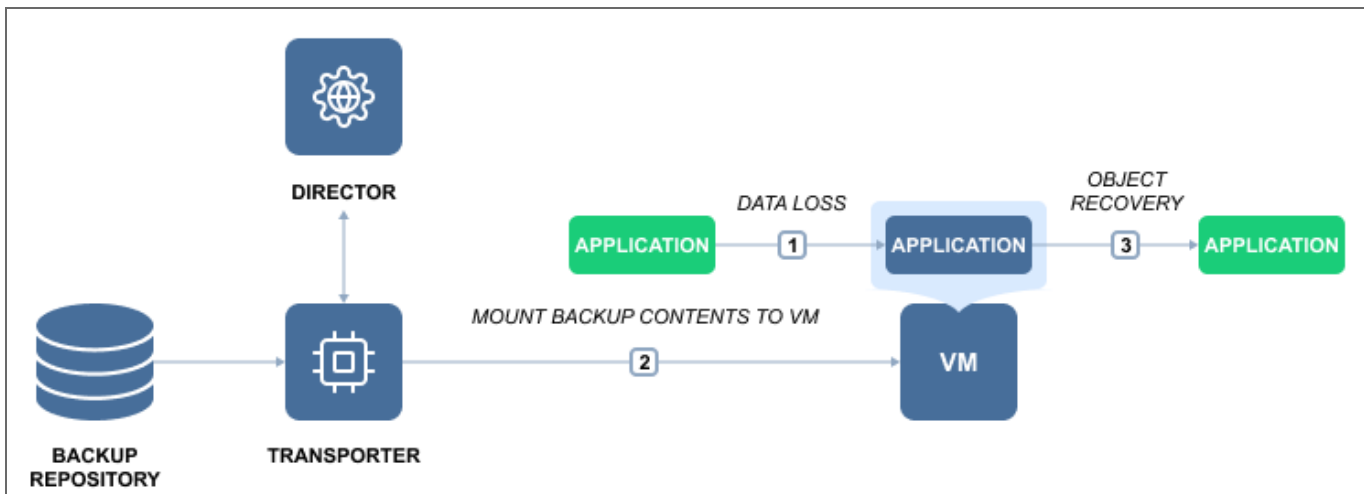 DIRECTOR
DATA LOSS
OBJECT
RECOVERY
APPLICATION
1
APPLICATION
3
APPLICATION
MOUNT BACKUP CONTENTS TO VM
2
VM
BACKUP
REPOSITORY
TRANSPORTER